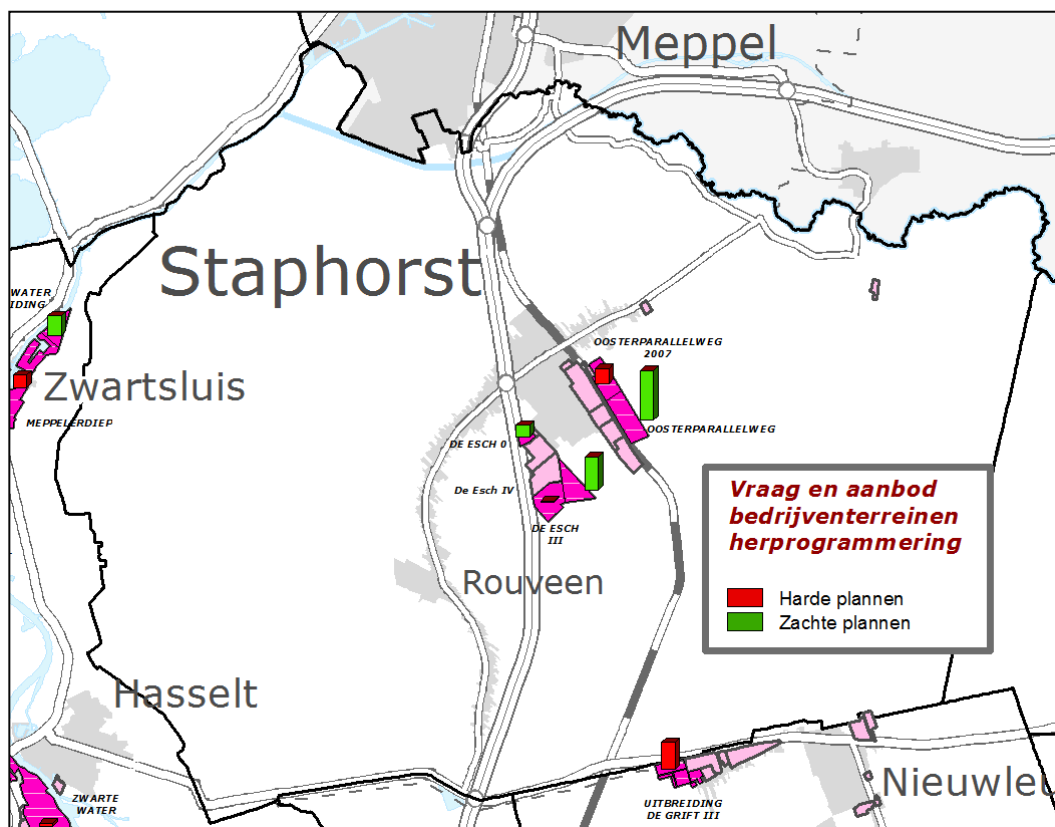 Meppel
Staphorst
WATER
IDING
Zwartsluis
MEPPELERDIEP
OOSTERPARALLELWEG
2007
OOSTERPARALLELWEG
DE ESCH 0
De Esch IV
DE ESCH
III
Rouveen
Vraag en aanbod
bedrijventerreinen
herprogrammering
Harde plannen
Zachte plannen
Hasselt
ZWARTE
WATER
UITBREIDING
DE GRIFT III
Nieuwleu